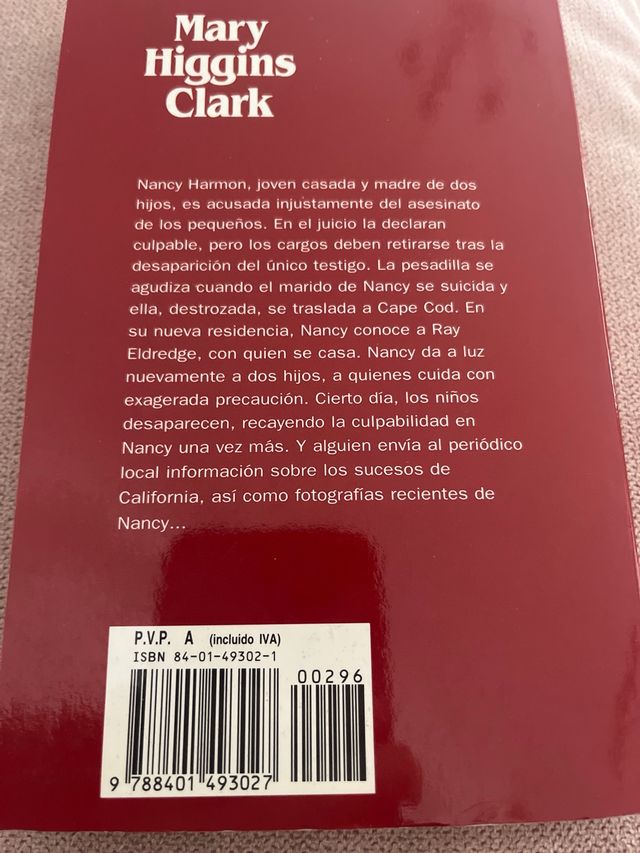 Mary
Higgins
Clark
Nancy Harmon, joven casada y madre de dos
hijos, es acusada injustamente del asesinato
de los pequeños. En el juicio la declaran
culpable, pero los cargos deben retirarse tras la
desaparición del único testigo. La pesadilla se
agudiza cuando el marido de Nancy se suicida y
ella, destrozada, se traslada a Cape Cod. En
su nueva residencia, Nancy conoce a Ray
Eldredge, con quien se casa. Nancy da a luz
nuevamente a dos hijos, a quienes cuida con
exagerada precaución. Cierto día, los niños
desaparecen, recayendo la culpabilidad en
Nancy una vez más. Y alguien envía al periódico
local información sobre los sucesos de
California, así como fotografías recientes de
Nancy...
P.V.P. A (incluido IVA)
ISBN 84-01-49302-1
00296
9 788401 493027